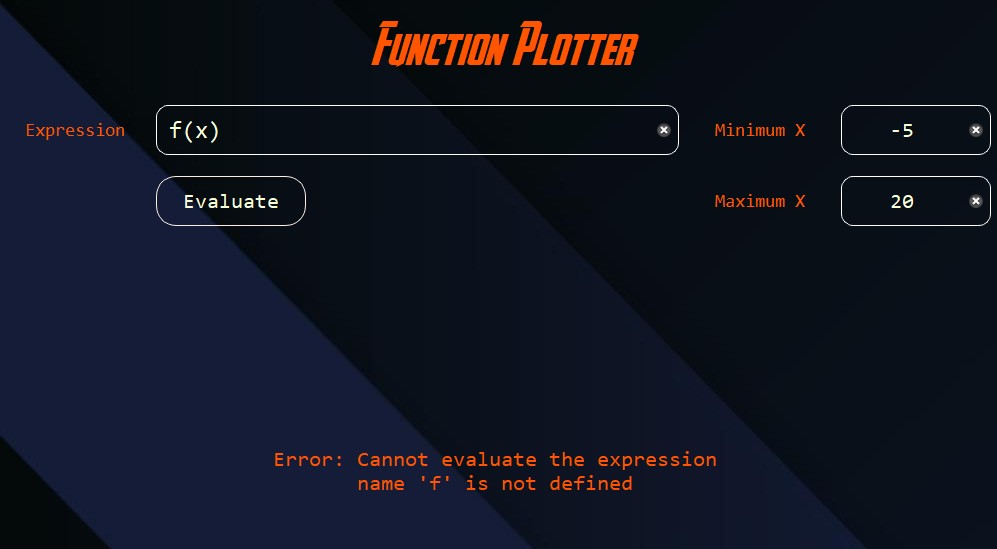 Function Plotter
Expression
f(x)
Minimum X
-5
Evaluate
Maximum X
20
Error: Cannot evaluate the expression
name 'f' is not defined